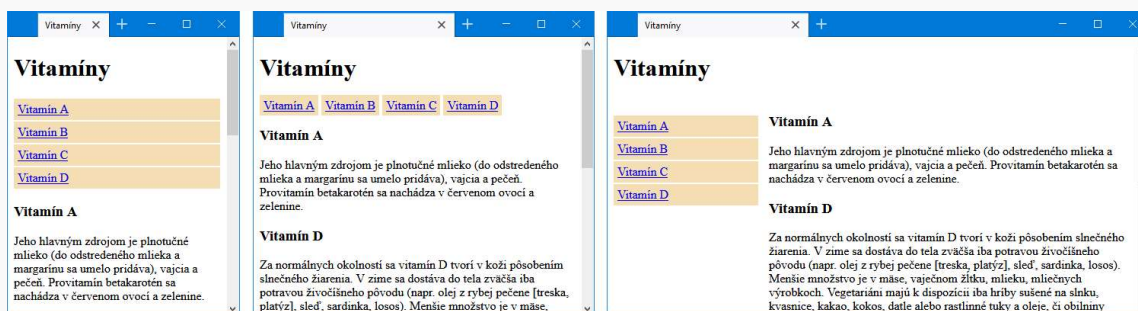 Vitamíny
Vitamíny
Vitamín A
Vitamín B
Vitamín C
Vitamín D
Vitamín A
Jeho hlavným zdrojom je plnotučné
mlieko (do odstredeného mlieka a
margarínu sa umelo pridáva), vajcia a
pečeň. Provitamín betakarotén sa
nachádza v červenom ovocí a zelenine.
Vitamíny
Vitamíny
Vitamín A Vitamín B Vitamín C Vitamín D
Vitamín A
Jeho hlavným zdrojom je plnotučné mlieko (do odstredeného
mlieka a margarínu sa umelo pridáva), vajcia a pečeň.
Provitamín betakarotén sa nachádza v červenom ovocí a
zelenine.
Vitamín D
Za normálnych okolností sa vitamín D tvorí v koži pôsobením
slnečného žiarenia. V zime sa dostáva do tela zväčša iba
potravou živočíšneho pôvodu (napr. olej z rybej pečene [treska,
platýz], sleď, sardinka, losos). Menšie množstvo je v mäse,
Vitamíny
Vitamíny
Vitamín A
Vitamín B
Vitamín C
Vitamín D
Vitamín A
Jeho hlavným zdrojom je plnotučné mlieko (do odstredeného mlieka a
margarínu sa umelo pridáva), vajcia a pečeň. Provitamín betakarotén sa
nachádza v červenom ovocí a zelenine.
Vitamín D
Za normálnych okolností sa vitamín D tvorí v koži pôsobením slnečného
žiarenia. V zime sa dostáva do tela zväčša iba potravou živočíšneho
pôvodu (napr. olej z rybej pečene [treska, platýz], sleď, sardinka, losos).
Menšie množstvo je v mäse, vaječnom žĺtku, mlieku, mliečnych
výrobkoch. Vegetariáni majú k dispozícii iba hríby sušené na slnku,
kvasnice, kakao, kokos, datle alebo rastlinné tuky a oleje, či obilniny